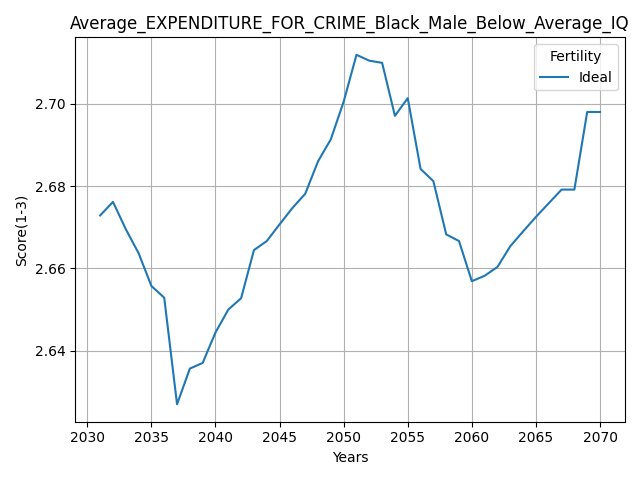 Average_EXPENDITURE_FOR_CRIME_Black_Male_Below_Average_IQ
Fertility
Ideal
2.70
2.68
2.66
2.64
Score(1-3)
2030 2035 2040 2045 2050 2055 2060 2065 2070
Years